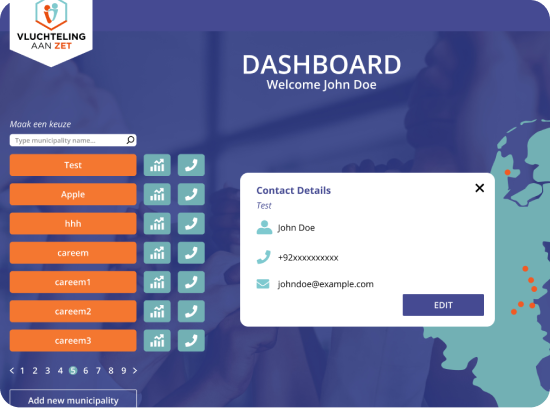 VLUCHTELING
AAN ZET
DASHBOARD
Welcome John Doe
Maak een keuze
Type municipality name...
Test
Apple
hhh
careem
careem1
careem2
careem3
< 1 2 3 4 5 6 7 8 9 >
Add new municipality
Contact Details
Test
John Doe
+92xxxxxxxxxx
johndoe@example.com
EDIT